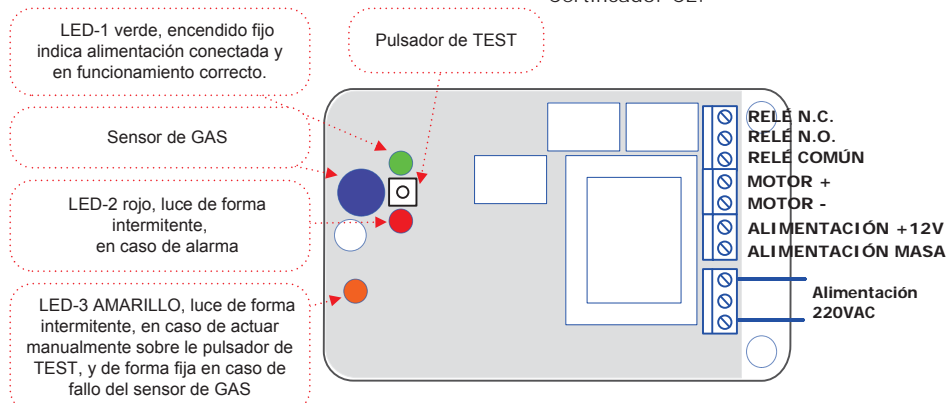 LED-1 verde, encendido fijo
indica alimentación conectada y
en funcionamiento correcto.
Pulsador de TEST
Sensor de GAS
LED-2 rojo, luce de forma
intermitente,
en caso de alarma
LED-3 AMARILLO, luce de forma
intermitente, en caso de actuar
manualmente sobre le pulsador de
TEST, y de forma fija en caso de
fallo del sensor de GAS
RELÉ N.C.
RELÉ N.O.
RELÉ COMÚN
MOTOR +
MOTOR -
ALIMENTACIÓN +12V
ALIMENTACIÓN MASA
Alimentación
220VAC